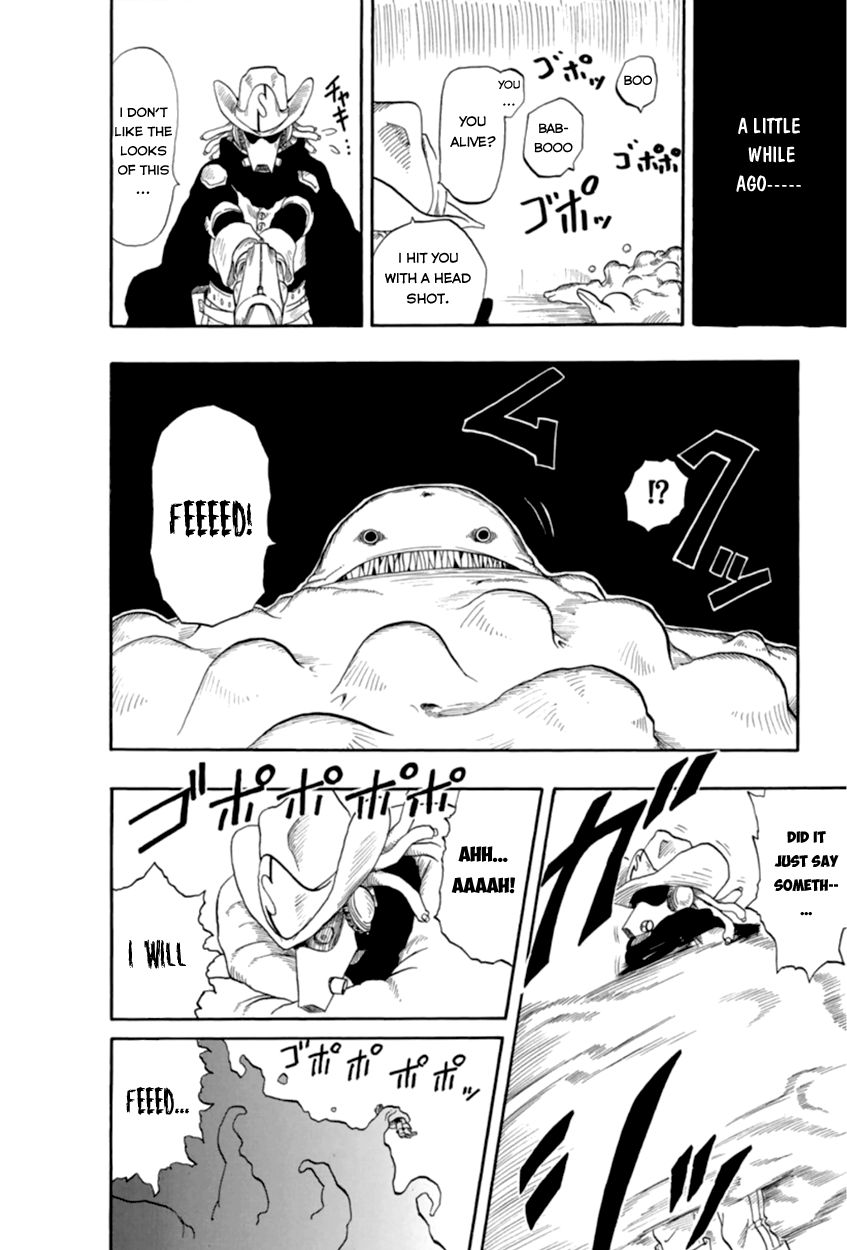 A LITTLE
WHILE
AGO-----
BOO
ゴポッ
BAB-
BOOO
YOU
...
YOU
ALIVE?
ゴポポ
ゴポッ
I HIT YOU
WITH A HEAD
SHOT.
チャキ...
I DON'T
LIKE THE
LOOKS
OF THIS
...
S
ムクッ
!?
FEEEED!
DID IT
JUST SAY
SOMETH--
...
ガ
ゴポポポポ
AHH...
AAAAH!
I WILL
ゴポポポポッ
FEEED...